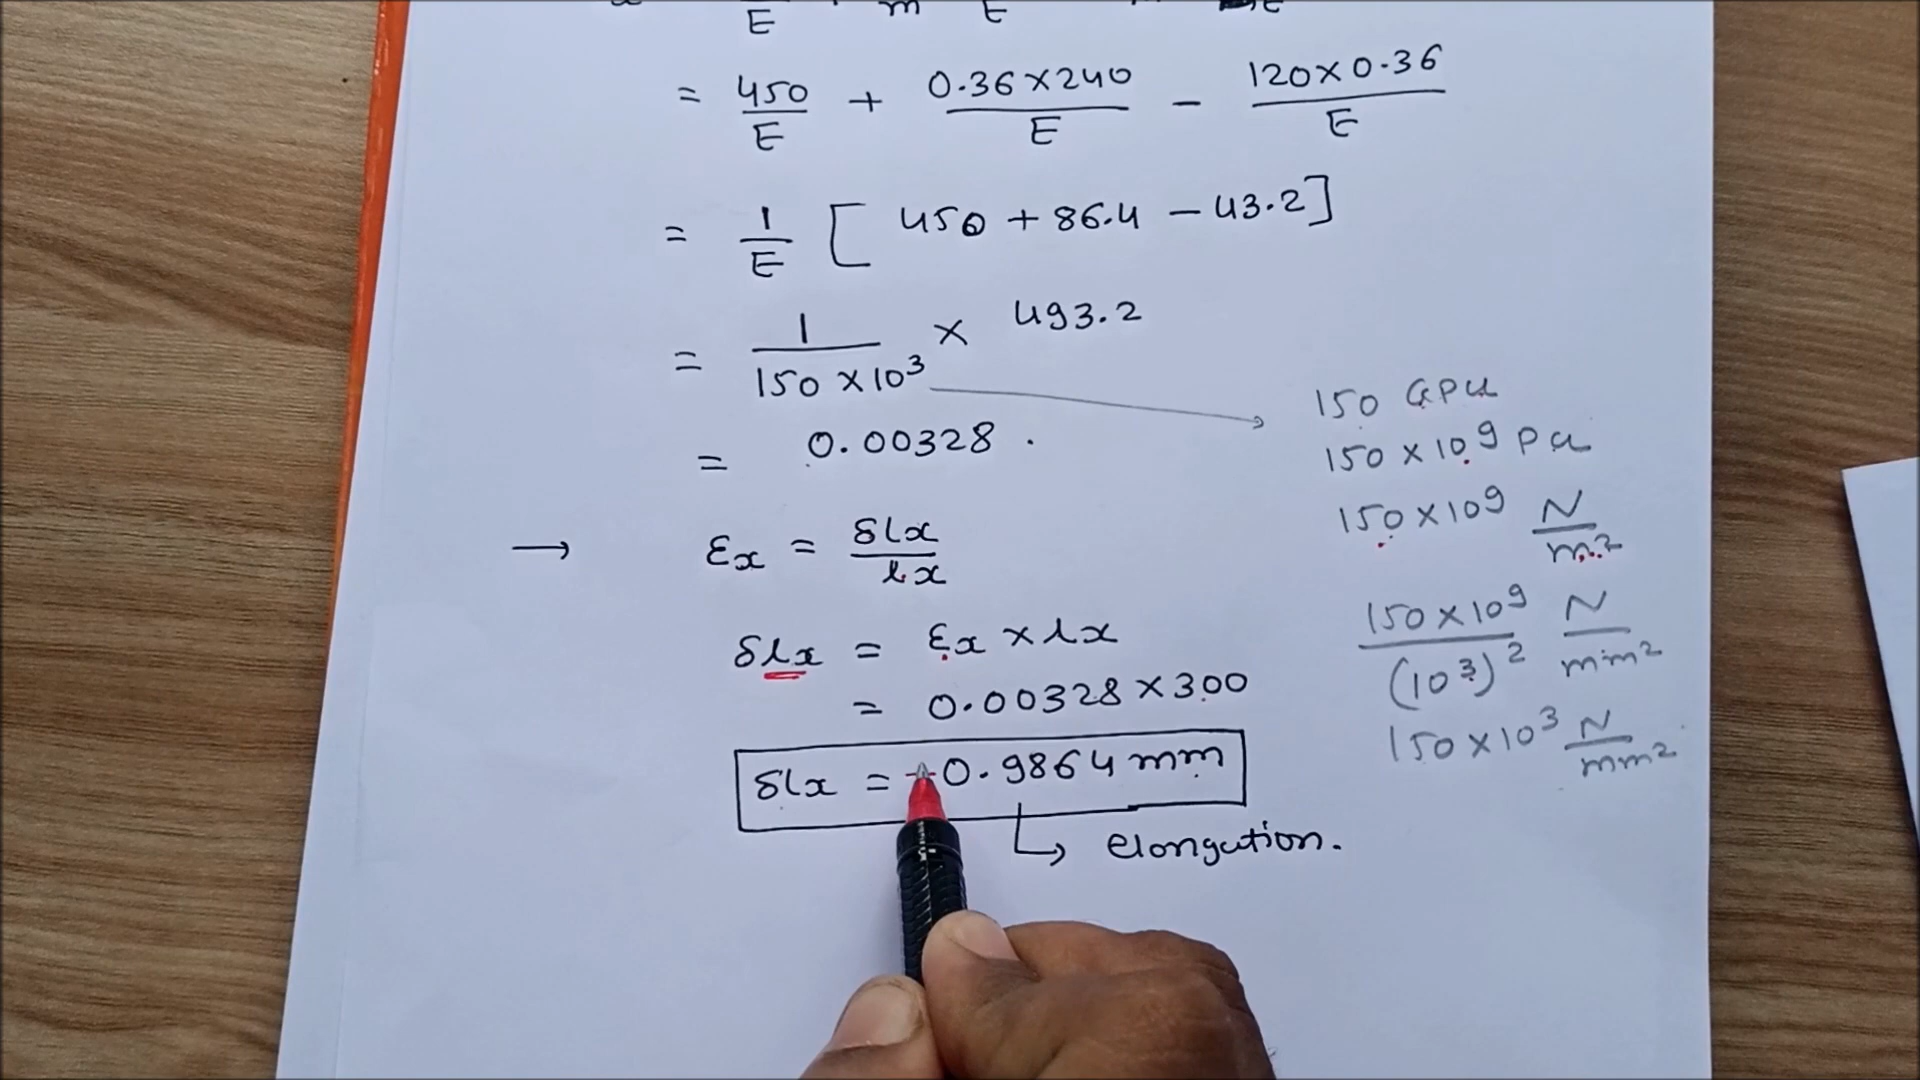 E m E
= 450/E + 0.36×240/E - 120×0.36/E
= 1/E [ 450 + 86.4 - 43.2 ]
= 1/150×10³ × 493.2
= 0.00328 .
→ εx = δlx/lx
δlx = εx × lx
= 0.00328 × 300
δlx = +0.9864 mm
↳ elongation.
150 GPa
150×10⁹ Pa
150×10⁹ N/m²
150×10⁹/(10³)² N/mm²
150×10³ N/mm²